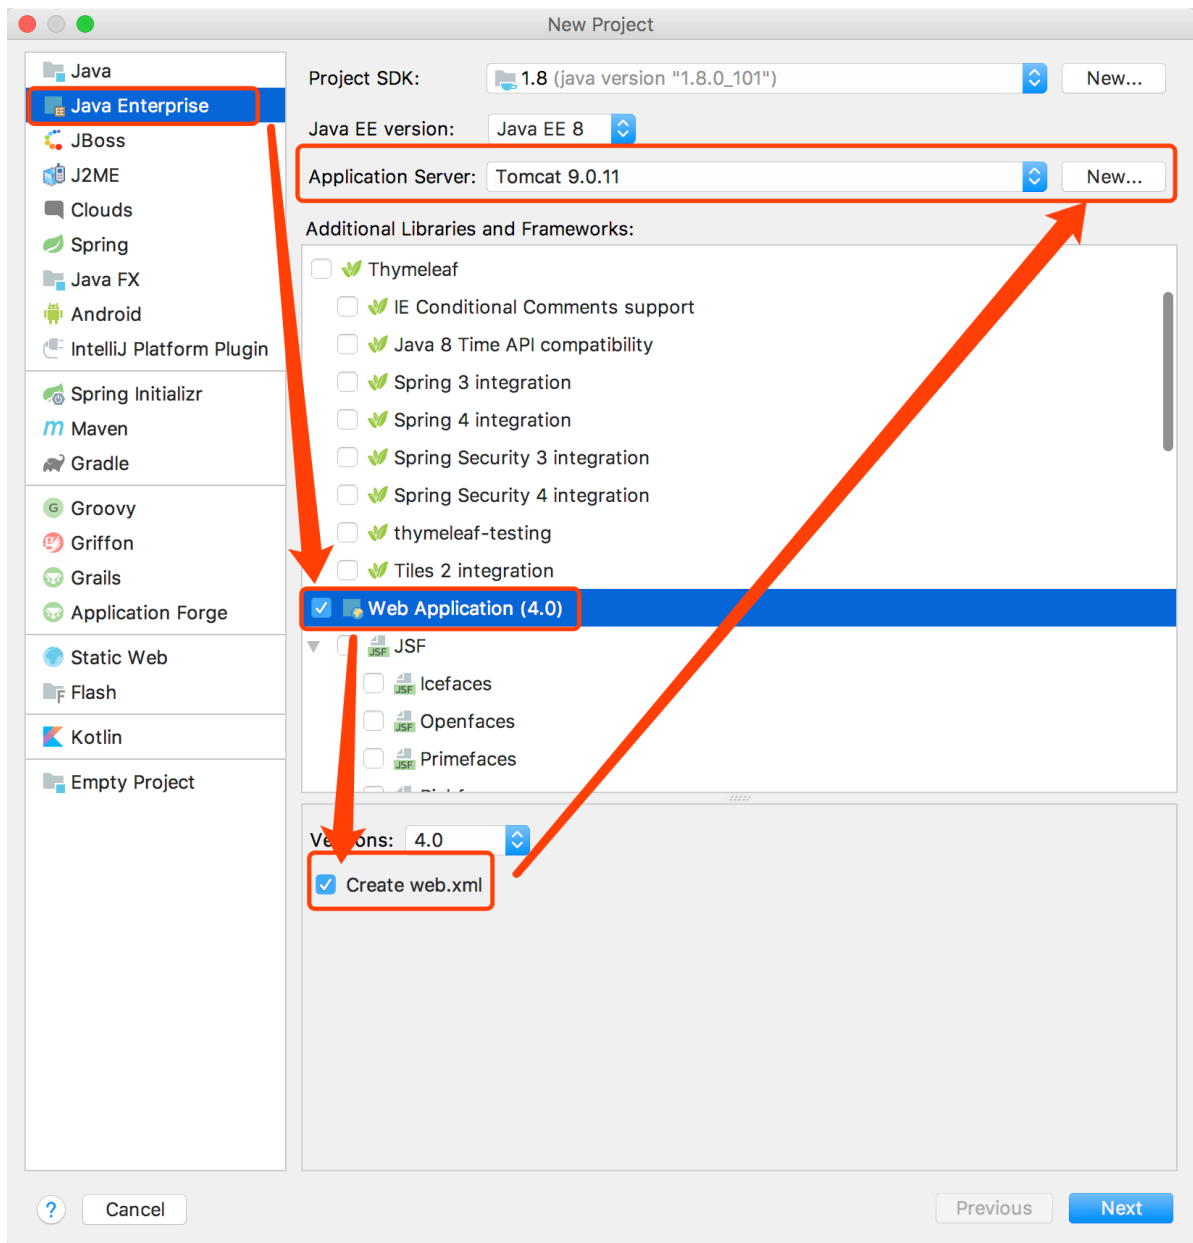 New Project
Java
Java Enterprise
JBoss
J2ME
Clouds
Spring
Java FX
Android
IntelliJ Platform Plugin
Spring Initializr
Maven
Gradle
Groovy
Griffon
Grails
Application Forge
Static Web
Flash
Kotlin
Empty Project
Project SDK: 1.8 (java version "1.8.0_101") New...
Java EE version: Java EE 8
Application Server: Tomcat 9.0.11 New...
Additional Libraries and Frameworks:
Thymeleaf
IE Conditional Comments support
Java 8 Time API compatibility
Spring 3 integration
Spring 4 integration
Spring Security 3 integration
Spring Security 4 integration
thymeleaf-testing
Tiles 2 integration
Web Application (4.0)
JSF
Icefaces
Openfaces
Primefaces
Versions: 4.0
Create web.xml
? Cancel Previous Next